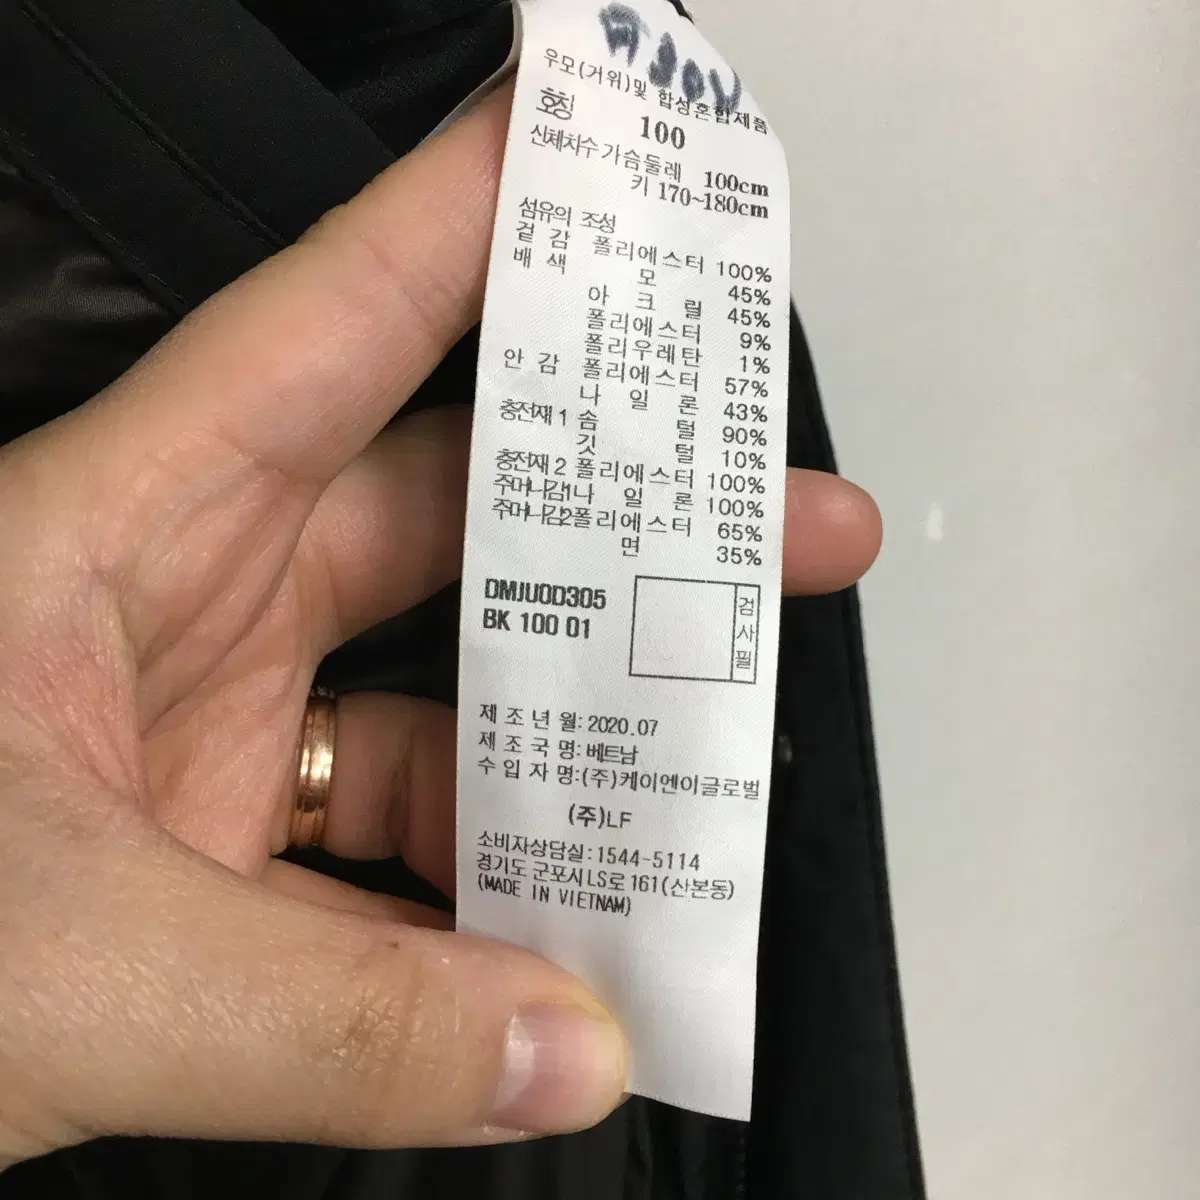 우모(거위)및 합성혼합제품
호칭 100
신체치수 가슴둘레 100cm
키 170~180cm
섬유의 조성
겉 감 폴리에스터 100%
배 색 모 45%
아 크 릴 45%
폴리에스터 9%
폴리우레탄 1%
안 감 폴리에스터 57%
나 일 론 43%
충전재 1 솜 털 90%
깃 털 10%
충전재 2 폴리에스터 100%
주머니감1나 일 론 100%
주머니감2폴리에스터 65%
면 35%
DMJU0D305
BK 100 01
검사필
제 조 년 월: 2020.07
제 조 국 명: 베트남
수 입 자 명:(주)케이엔이글로벌
(주)LF
소비자상담실:1544-5114
경기도 군포시LS로 161(산본동)
(MADE IN VIETNAM)